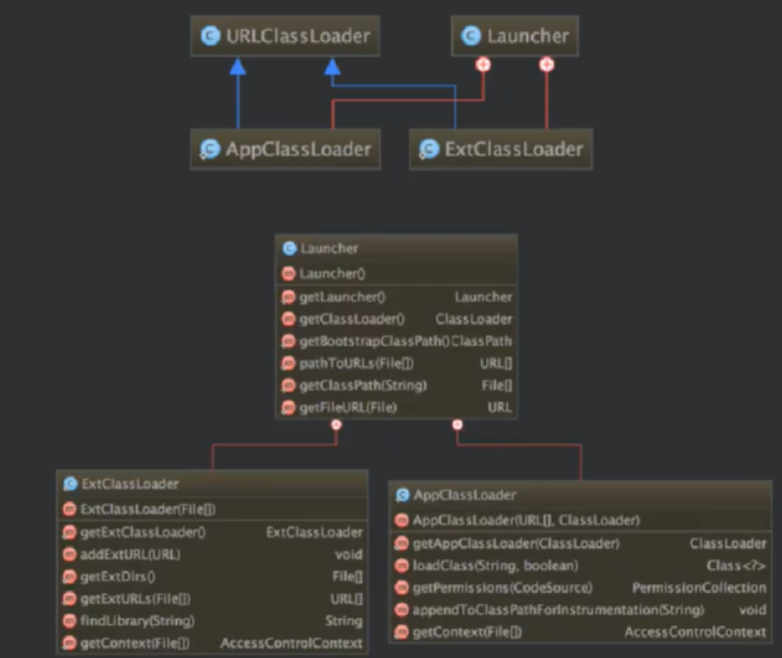 URLClassLoader
Launcher
AppClassLoader
ExtClassLoader
Launcher
Launcher()
getLauncher() Launcher
getClassLoader() ClassLoader
getBootstrapClassPath() ClassPath
pathToURLs(File[]) URL[]
getClassPath(String) File[]
getFileURL(File) URL
ExtClassLoader
ExtClassLoader(File[])
getExtClassLoader() ExtClassLoader
addExtURL(URL) void
getExtDirs() File[]
getExtURLs(File[]) URL[]
findLibrary(String) String
getContext(File[]) AccessControlContext
AppClassLoader
AppClassLoader(URL[], ClassLoader)
getAppClassLoader(ClassLoader) ClassLoader
loadClass(String, boolean) Class<?>
getPermissions(CodeSource) PermissionCollection
appendToClassPathForInstrumentation(String) void
getContext(File[]) AccessControlContext